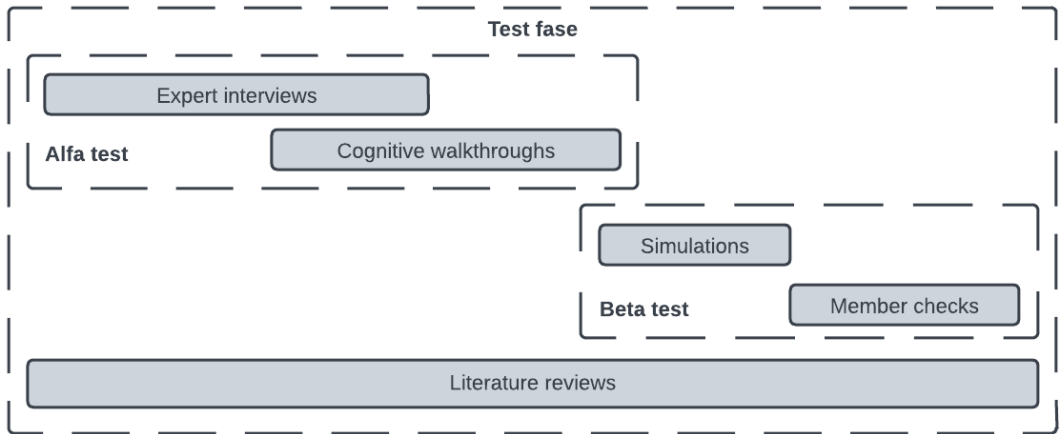 Test fase
Expert interviews
Cognitive walkthroughs
Alfa test
Simulations
Member checks
Beta test
Literature reviews